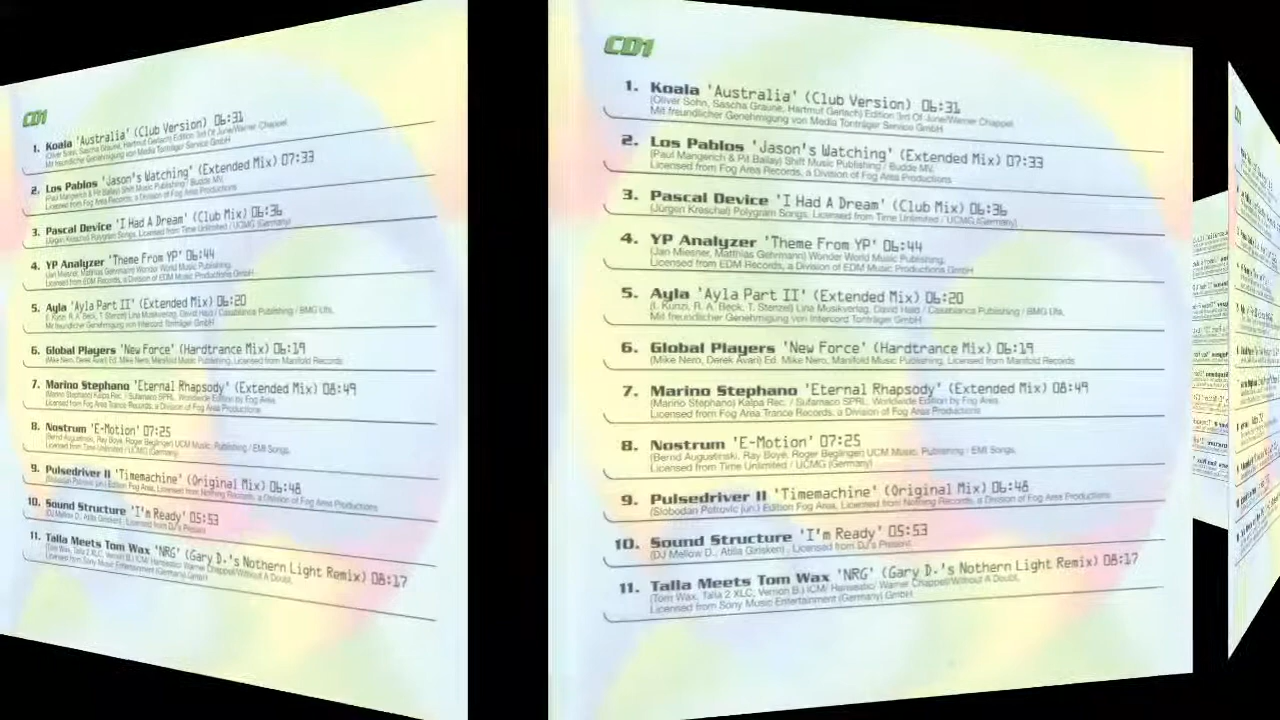 CD1
1. Koala 'Australia' (Club Version) 06:31
(Oliver Sohn, Sascha Graune, Hartmut Gerlach) Edition 3rd Of June/Warner Chappel
Mit freundlicher Genehmigung von Media Tonträger Service GmbH
2. Los Pablos 'Jason's Watching' (Extended Mix) 07:33
(Paul Mangerich & Pit Bailay) Shift Music Publishing / Budde MV.
Licensed from Fog Area Records, a Division of Fog Area Productions
3. Pascal Device 'I Had A Dream' (Club Mix) 06:36
(Jürgen Kraschal) Polygram Songs. Licensed from Time Unlimited / UCMG (Germany)
4. YP Analyzer 'Theme From YP' 06:44
(Jan Miesner, Matthias Gehrmann) Wonder World Music Publishing.
Licensed from EDM Records, a Division of EDM Music Productions GmbH
5. Ayla 'Ayla Part II' (Extended Mix) 06:20
(I. Kunzi, R. A. Beck, T. Stenzel) Lina Musikverlag, David Haid / Casablanca Publishing / BMG Ufa.
Mit freundlicher Genehmigung von Intercord Tonträger GmbH
6. Global Players 'New Force' (Hardtrance Mix) 06:19
(Mike Nero, Derek Avari) Ed. Mike Nero, Manifold Music Publishing, Licensed from Manifold Records
7. Marino Stephano 'Eternal Rhapsody' (Extended Mix) 08:49
(Marino Stephano) Kalpa Rec. / Sufamaco SPRL. Worldwide Edition by Fog Area.
Licensed from Fog Area Trance Records, a Division of Fog Area Productions
8. Nostrum 'E-Motion' 07:25
(Bernd Augustinski, Ray Boye, Roger Beglinger) UCM Music. Publishing / EMI Songs.
Licensed from Time Unlimited / UCMG (Germany)
9. Pulsedriver II 'Timemachine' (Original Mix) 06:48
(Slobodan Petrovic jun.) Edition Fog Area, Licensed from Nothing Records, a Division of Fog Area Productions
10. Sound Structure 'I'm Ready' 05:53
(DJ Mellow D., Atilla Girisken) , Licensed from DJ's Present
11. Talla Meets Tom Wax 'NRG' (Gary D.'s Nothern Light Remix) 08:17
(Tom Wax, Talla 2 XLC, Vernon B.) ICM/ Hanseatic/ Warner Chappel/Without A Doubt,
Licensed from Sony Music Entertainment (Germany) GmbH